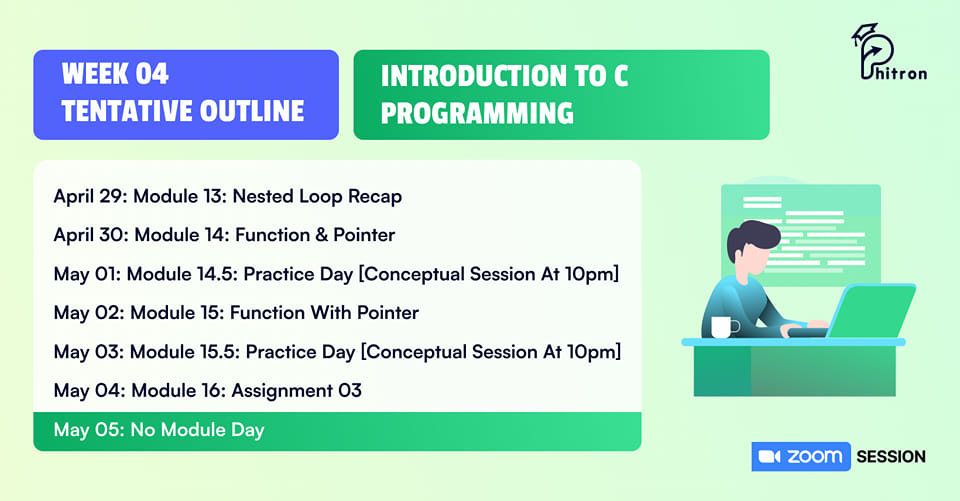 WEEK 04
TENTATIVE OUTLINE
INTRODUCTION TO C
PROGRAMMING
Phitron
April 29: Module 13: Nested Loop Recap
April 30: Module 14: Function & Pointer
May 01: Module 14.5: Practice Day [Conceptual Session At 10pm]
May 02: Module 15: Function With Pointer
May 03: Module 15.5: Practice Day [Conceptual Session At 10pm]
May 04: Module 16: Assignment 03
May 05: No Module Day
zoom SESSION